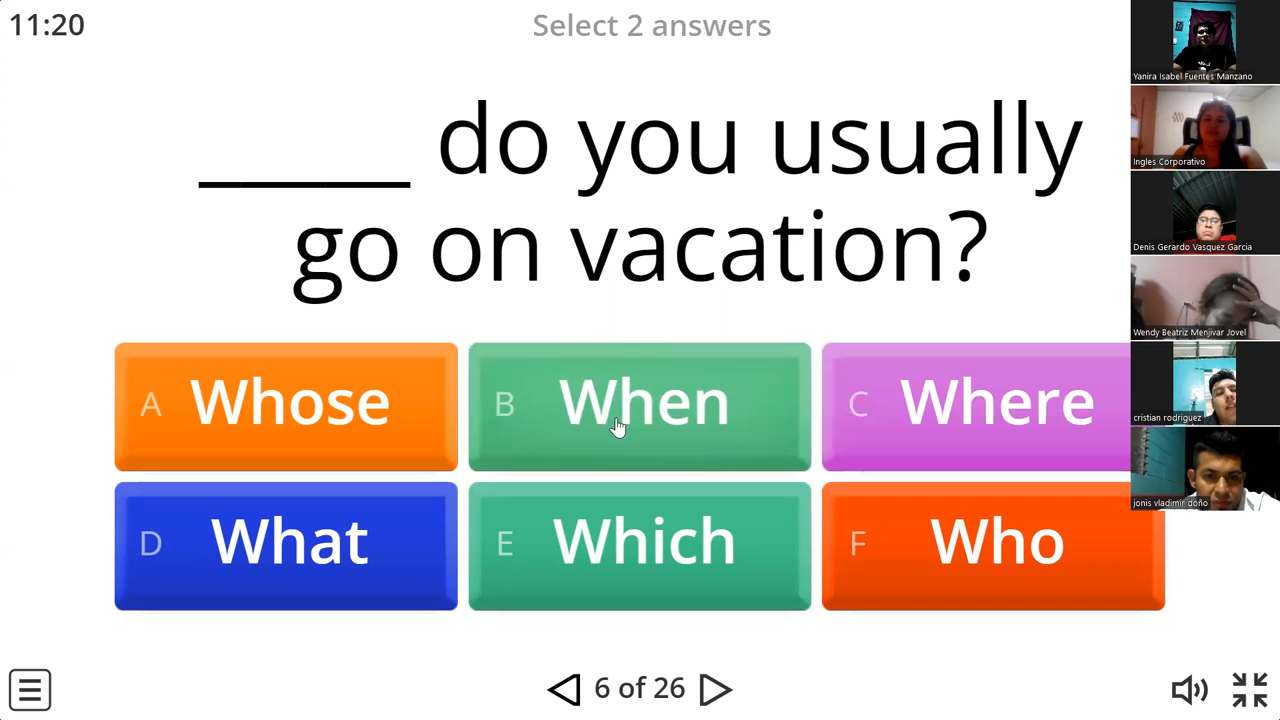 11:20
Select 2 answers
_____ do you usually
go on vacation?
A Whose
B When
C Where
D What
E Which
F Who
6 of 26
Yanira Isabel Fuentes Manzano
Ingles Corporativo
Denis Gerardo Vasquez Garcia
Wendy Beatriz Menjivar Jovel
cristian rodriguez
jonis vladimir doño